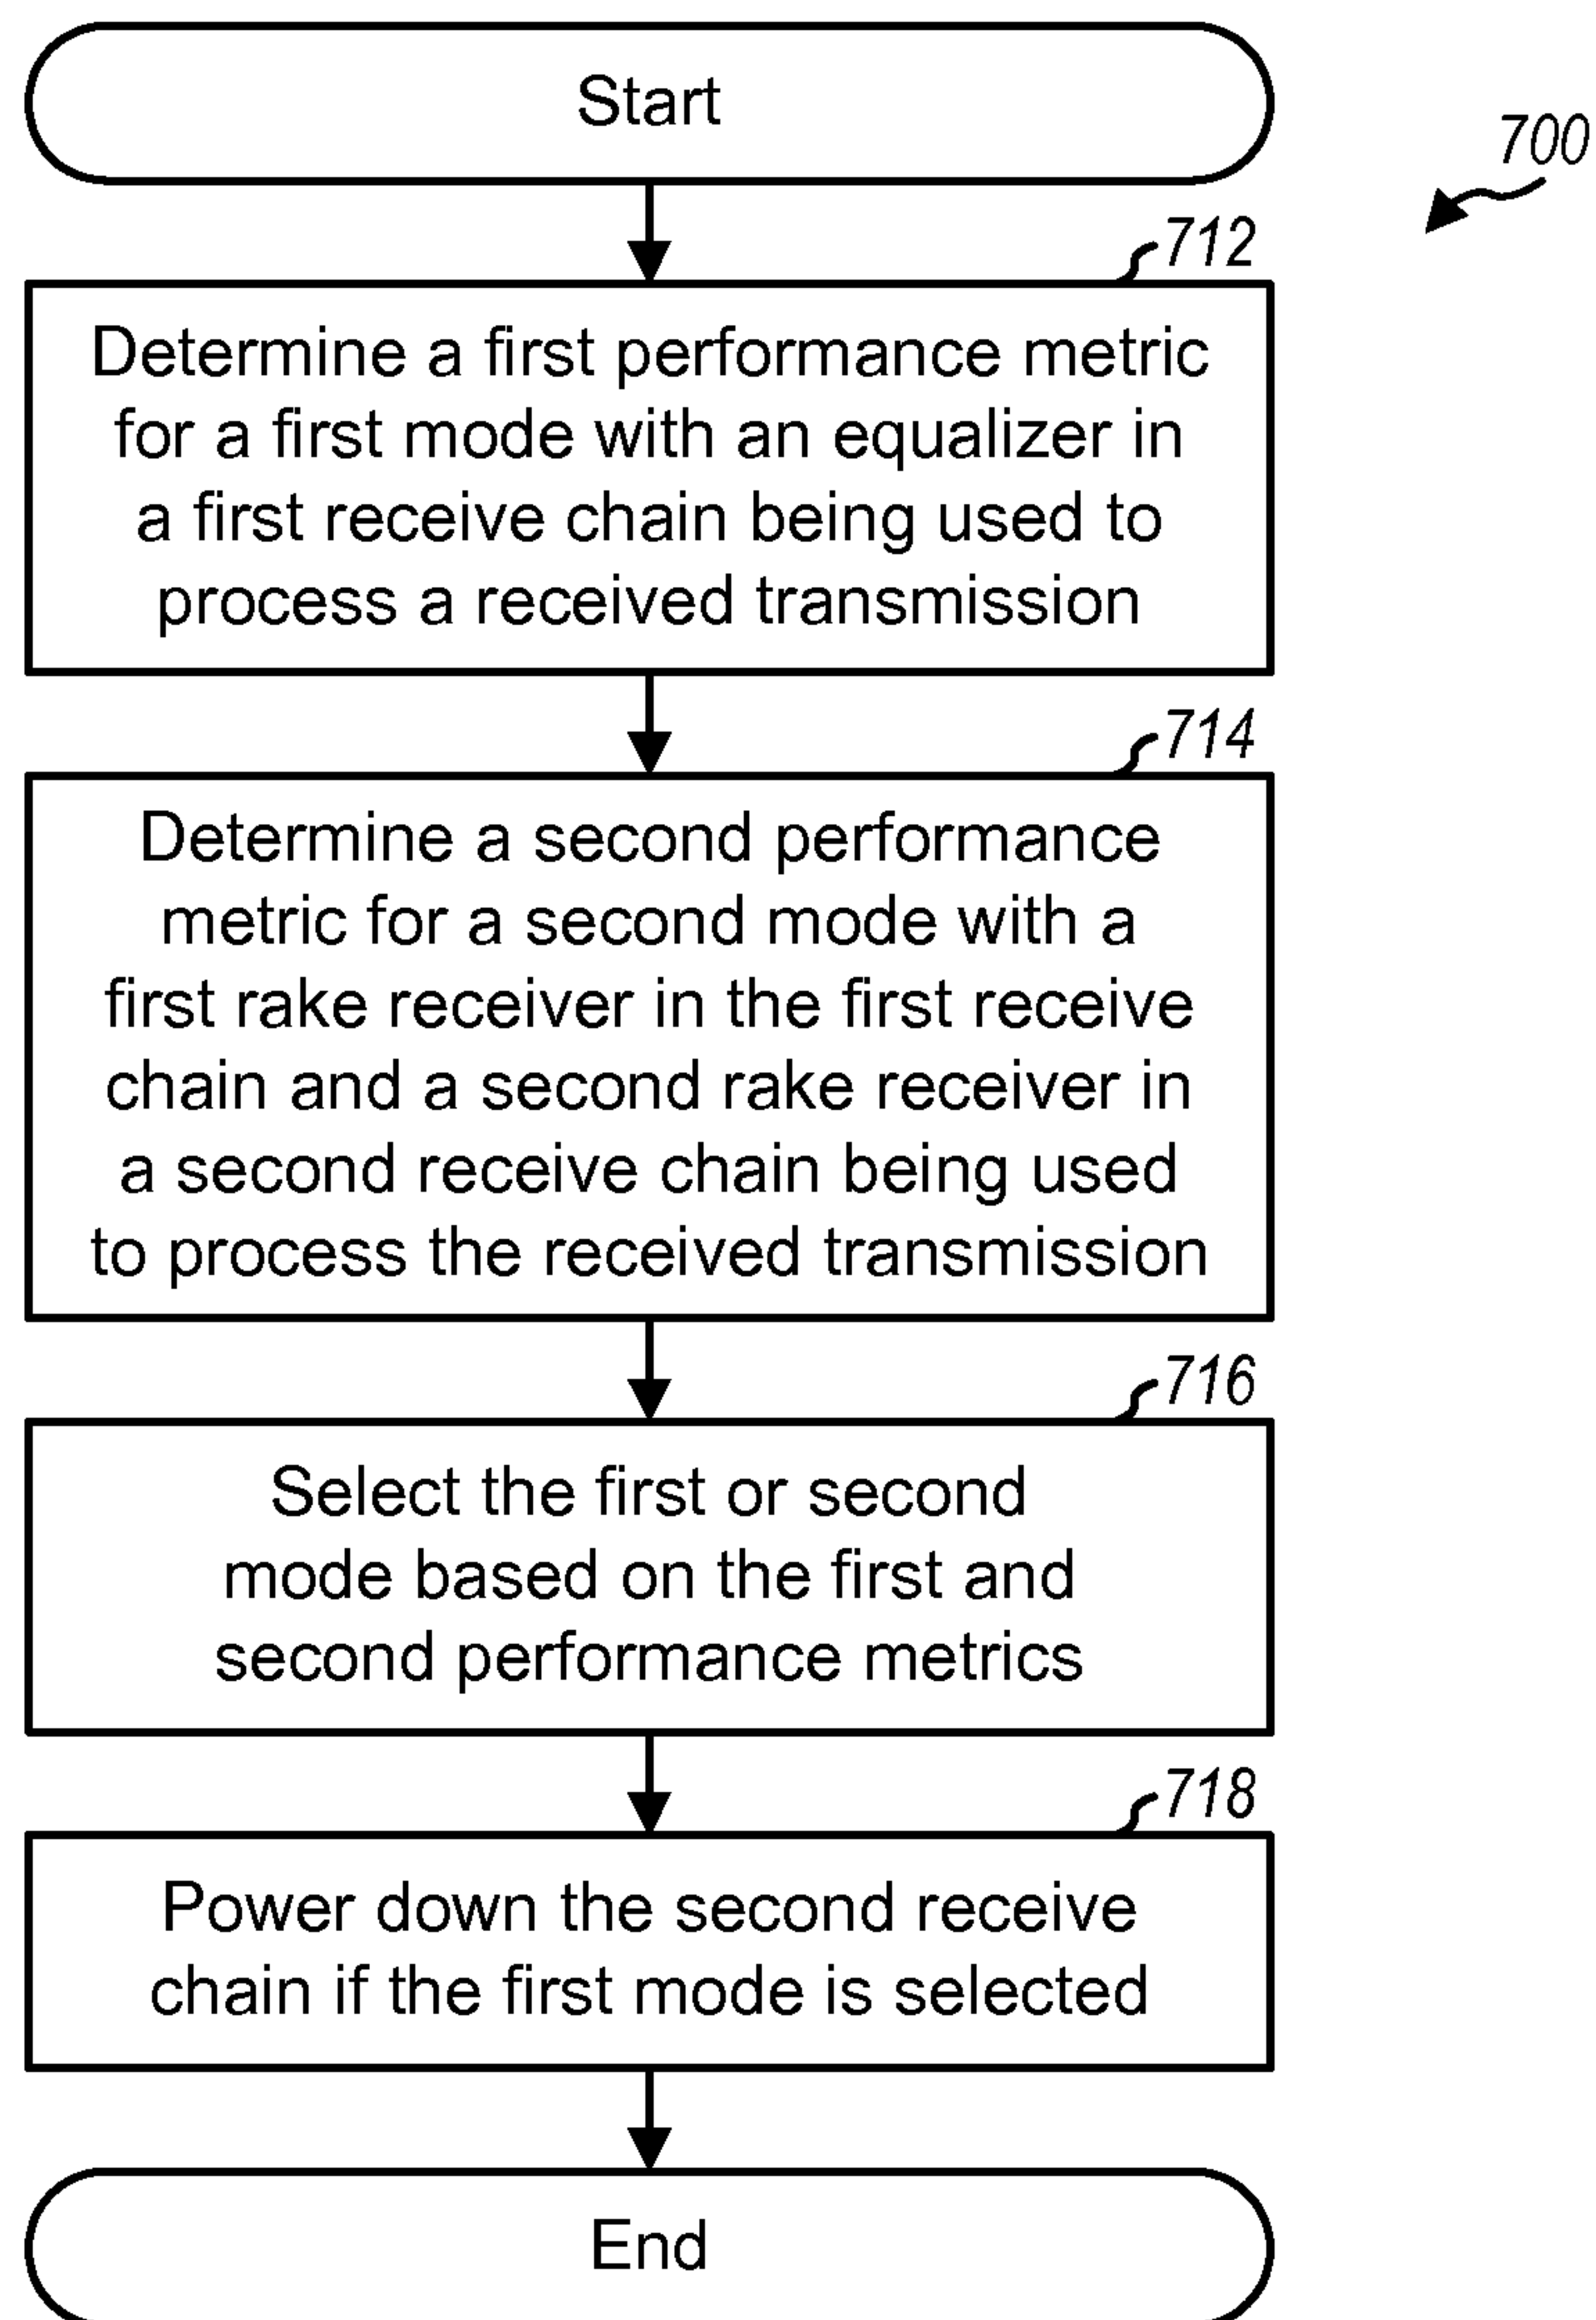 Start
700
712
Determine a first performance metric
for a first mode with an equalizer in
a first receive chain being used to
process a received transmission
714
Determine a second performance
metric for a second mode with a
first rake receiver in the first receive
chain and a second rake receiver in
a second receive chain being used
to process the received transmission
716
Select the first or second
mode based on the first and
second performance metrics
718
Power down the second receive
chain if the first mode is selected
End